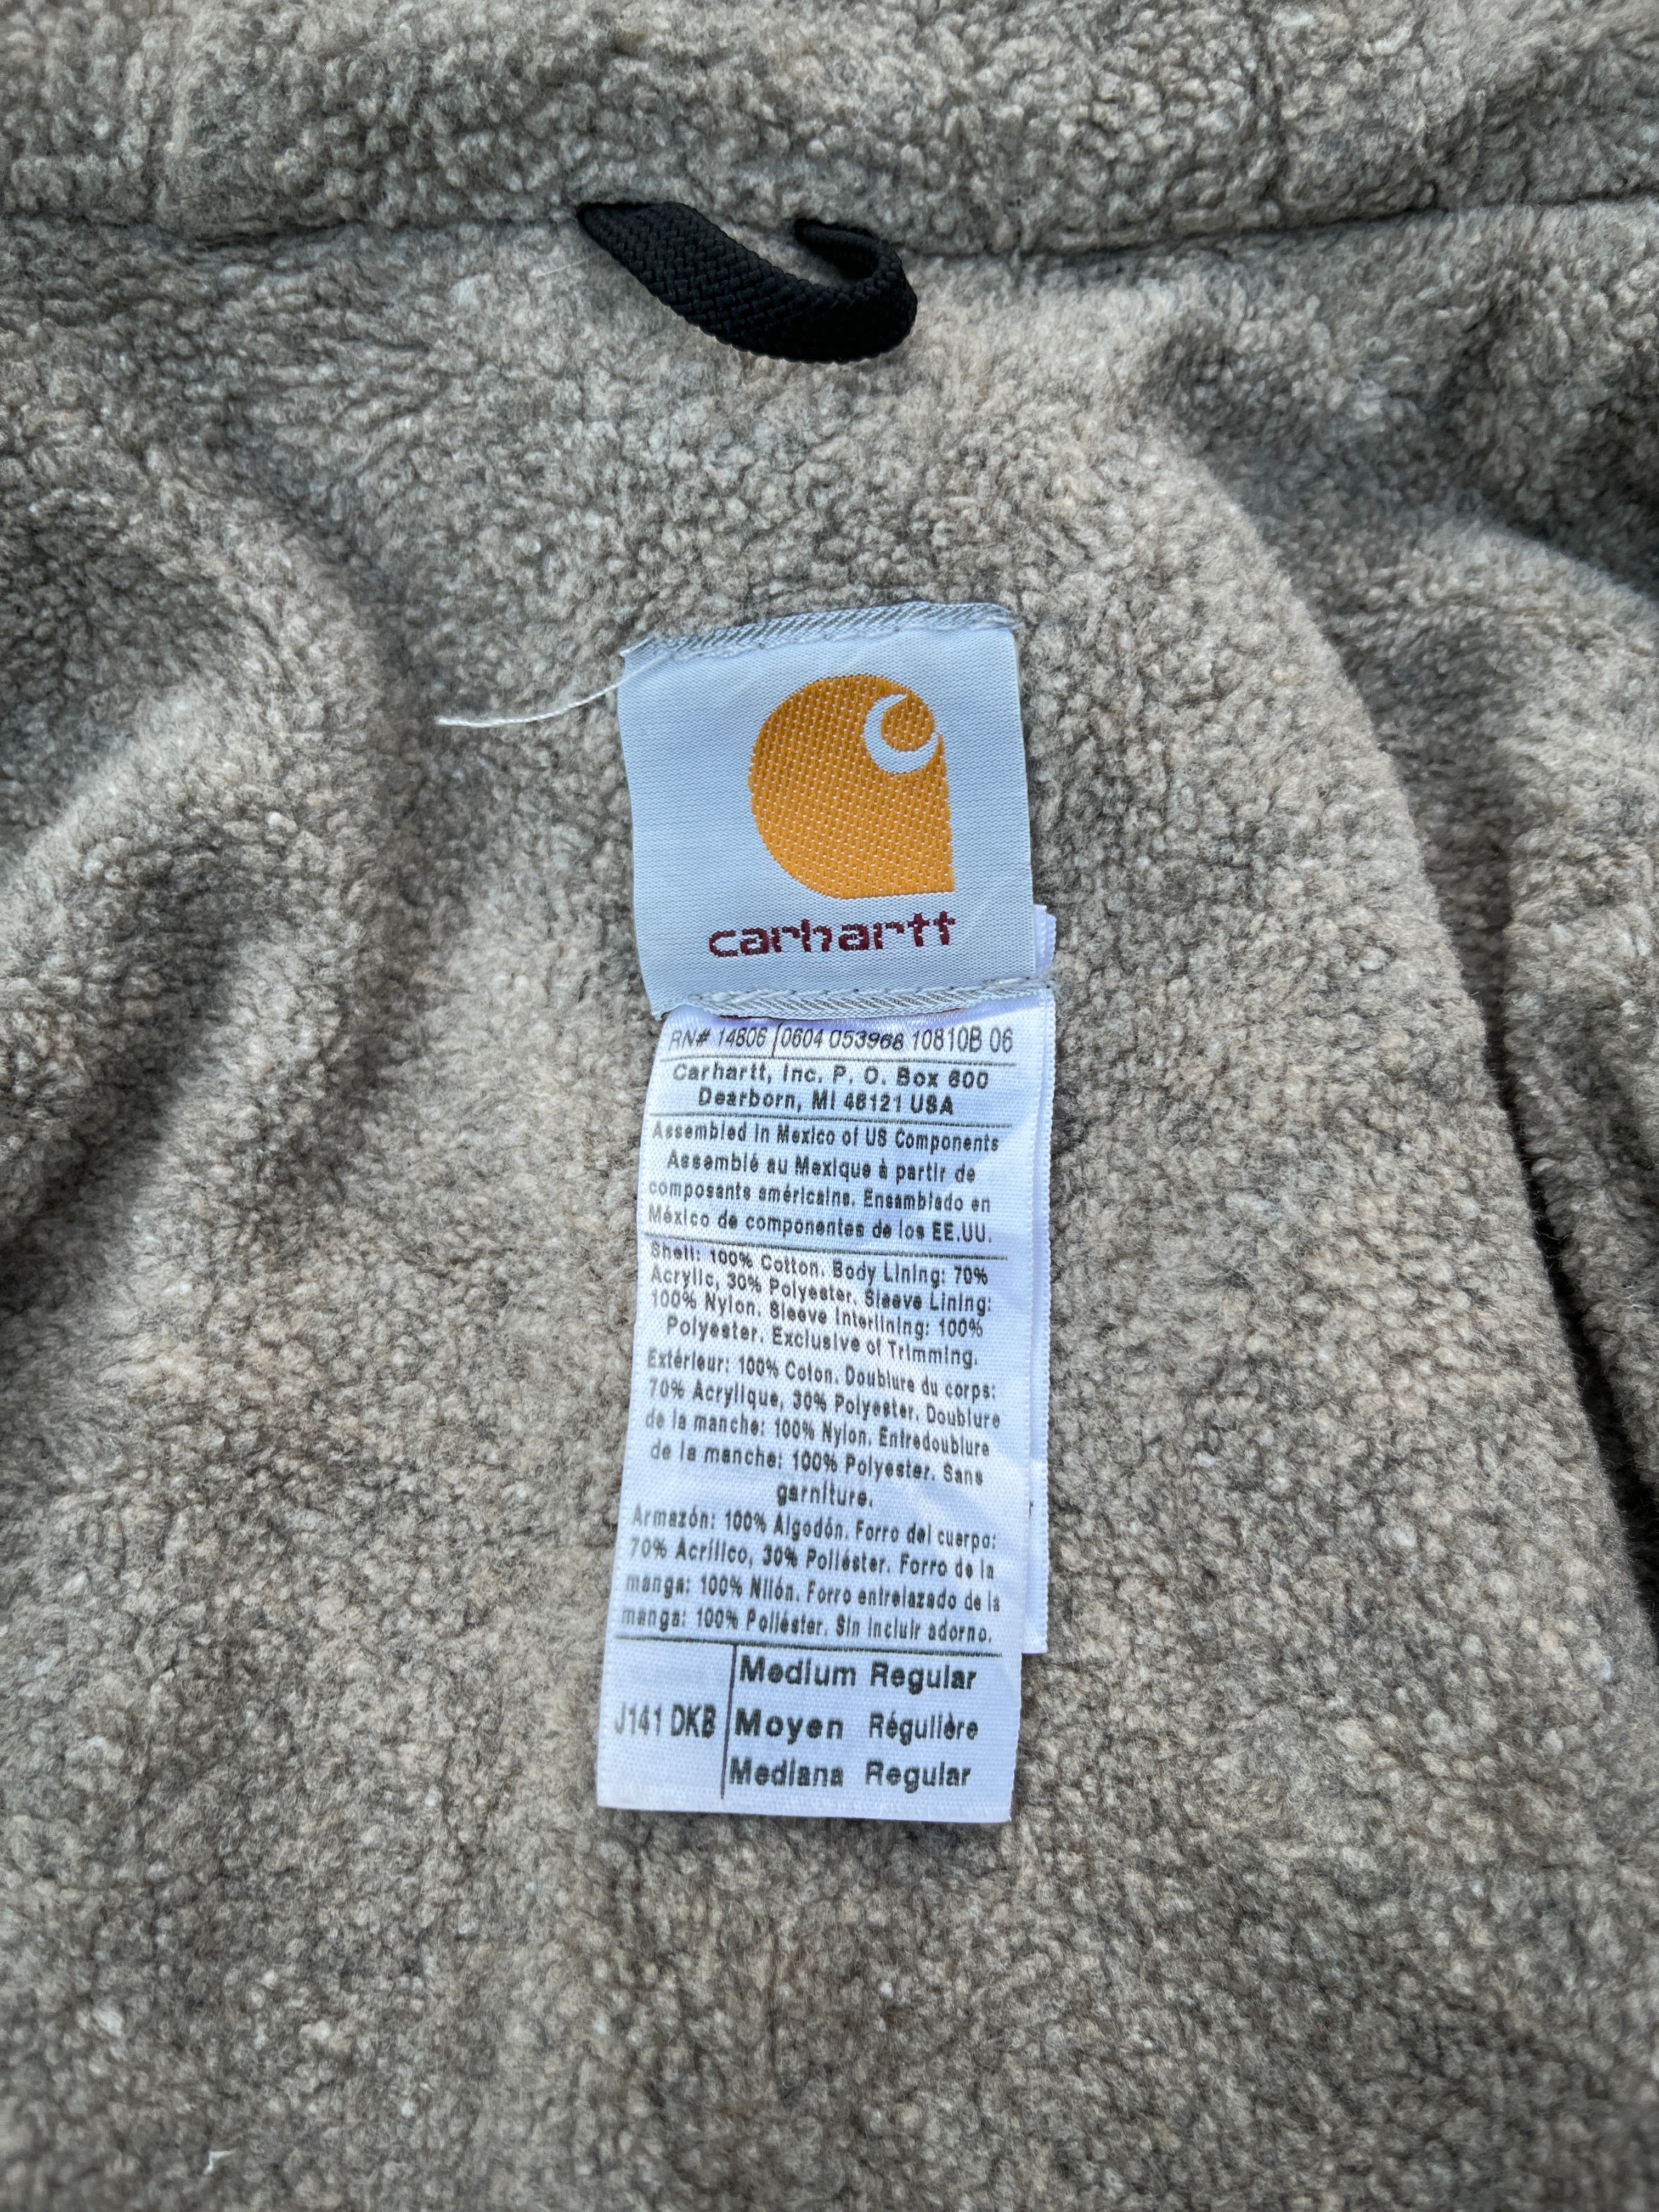 carhartt
RN# 14806 0604 053968 10810B 06
Carhartt, Inc. P. O. Box 600
Dearborn, MI 48121 USA
Assembled in Mexico of US Components
Assemblé au Mexique à partir de
composants américains. Ensamblado en
México de componentes de los EE.UU.
Shell: 100% Cotton. Body Lining: 70%
Acrylic, 30% Polyester. Sleeve Lining:
100% Nylon. Sleeve Interlining: 100%
Polyester. Exclusive of Trimming.
Extérieur: 100% Coton. Doublure du corps:
70% Acrylique, 30% Polyester. Doublure
de la manche: 100% Nylon. Entredoublure
de la manche: 100% Polyester. Sans
garniture.
Armazón: 100% Algodón. Forro del cuerpo:
70% Acrílico, 30% Poliéster. Forro de la
manga: 100% Nilón. Forro entrelazado de la
manga: 100% Poliéster. Sin incluir adorno.
J141 DKB
Medium Regular
Moyen Régulière
Mediana Regular